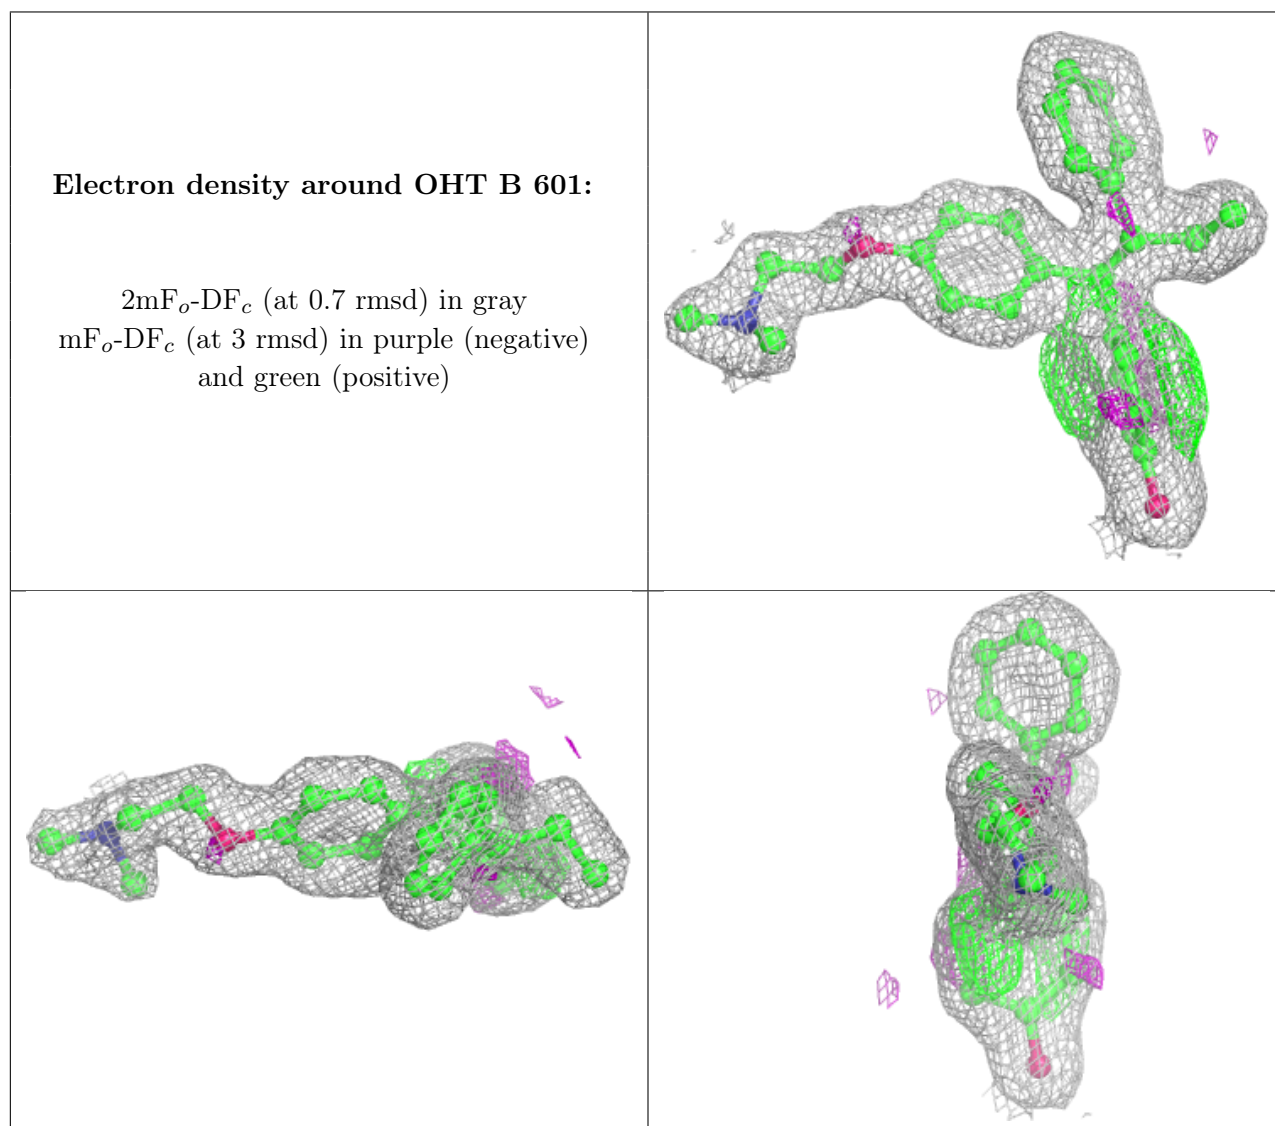 Electron density around OHT B 601:
2mFo-DFc (at 0.7 rmsd) in gray
mFo-DFc (at 3 rmsd) in purple (negative)
and green (positive)